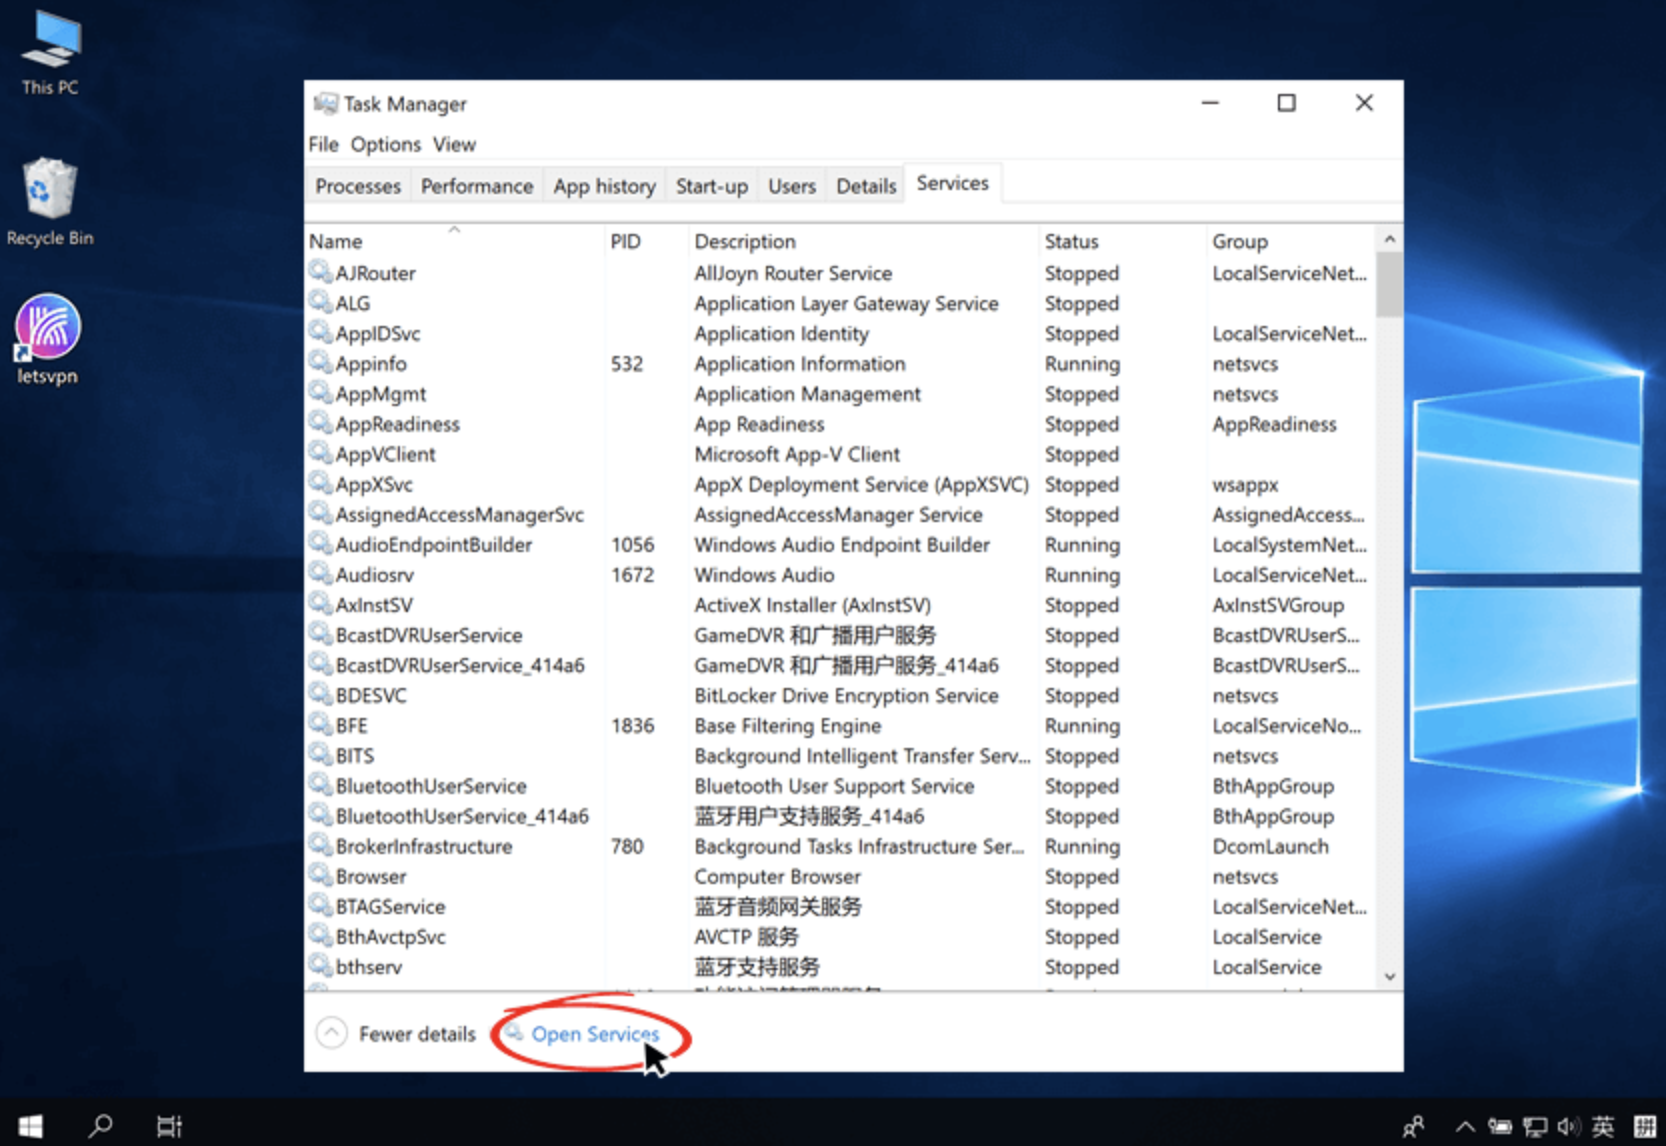 This PC
Recycle Bin
letsvpn
Task Manager
File Options View
Processes Performance App history Start-up Users Details Services
Name PID Description Status Group
AJRouter AllJoyn Router Service Stopped LocalServiceNet...
ALG Application Layer Gateway Service Stopped
AppIDSvc Application Identity Stopped LocalServiceNet...
Appinfo 532 Application Information Running netsvcs
AppMgmt Application Management Stopped netsvcs
AppReadiness App Readiness Stopped AppReadiness
AppVClient Microsoft App-V Client Stopped
AppXSvc AppX Deployment Service (AppXSVC) Stopped wsappx
AssignedAccessManagerSvc AssignedAccessManager Service Stopped AssignedAccess...
AudioEndpointBuilder 1056 Windows Audio Endpoint Builder Running LocalSystemNet...
Audiosrv 1672 Windows Audio Running LocalServiceNet...
AxInstSV ActiveX Installer (AxInstSV) Stopped AxInstSVGroup
BcastDVRUserService GameDVR 和广播用户服务 Stopped BcastDVRUserS...
BcastDVRUserService_414a6 GameDVR 和广播用户服务_414a6 Stopped BcastDVRUserS...
BDESVC BitLocker Drive Encryption Service Stopped netsvcs
BFE 1836 Base Filtering Engine Running LocalServiceNo...
BITS Background Intelligent Transfer Serv... Stopped netsvcs
BluetoothUserService Bluetooth User Support Service Stopped BthAppGroup
BluetoothUserService_414a6 蓝牙用户支持服务_414a6 Stopped BthAppGroup
BrokerInfrastructure 780 Background Tasks Infrastructure Ser... Running DcomLaunch
Browser Computer Browser Stopped netsvcs
BTAGService 蓝牙音频网关服务 Stopped LocalServiceNet...
BthAvctpSvc AVCTP 服务 Stopped LocalService
bthserv 蓝牙支持服务 Stopped LocalService
Fewer details Open Services
英 拼